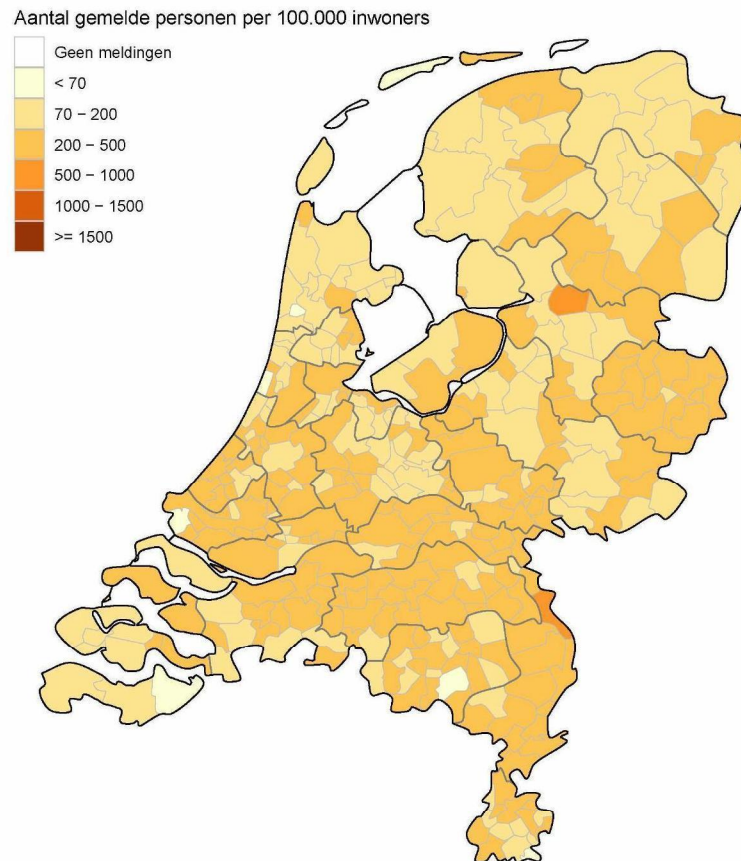 Aantal gemelde personen per 100.000 inwoners
Geen meldingen
< 70
70 − 200
200 − 500
500 − 1000
1000 − 1500
>= 1500